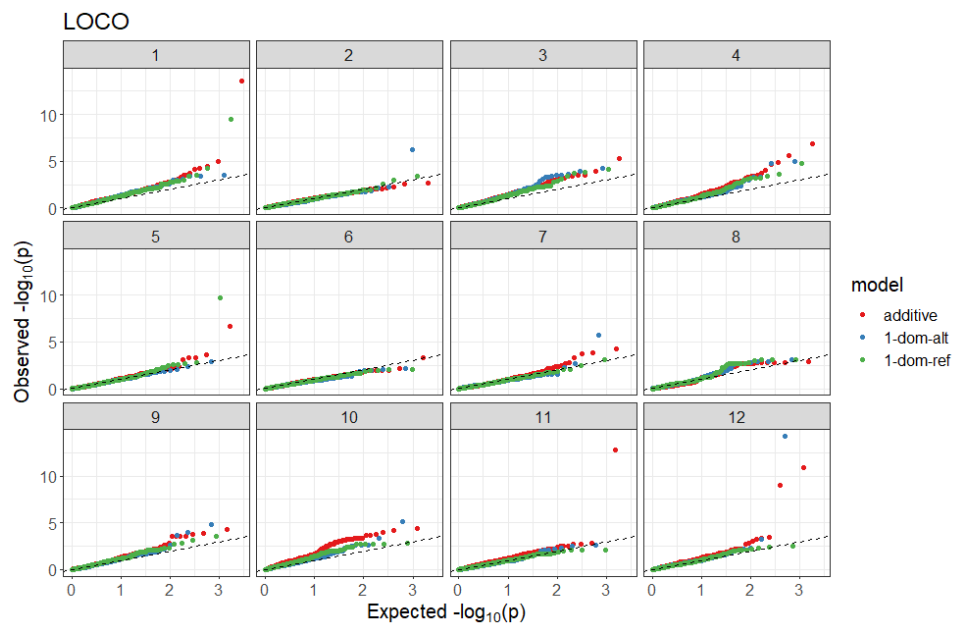 LOCO
1 2 3 4
10
5
0
5 6 7 8
10
5
0
9 10 11 12
10
5
0
0 1 2 3 0 1 2 3 0 1 2 3 0 1 2 3
Observed -log₁₀(p)
Expected -log₁₀(p)
model
additive
1-dom-alt
1-dom-ref